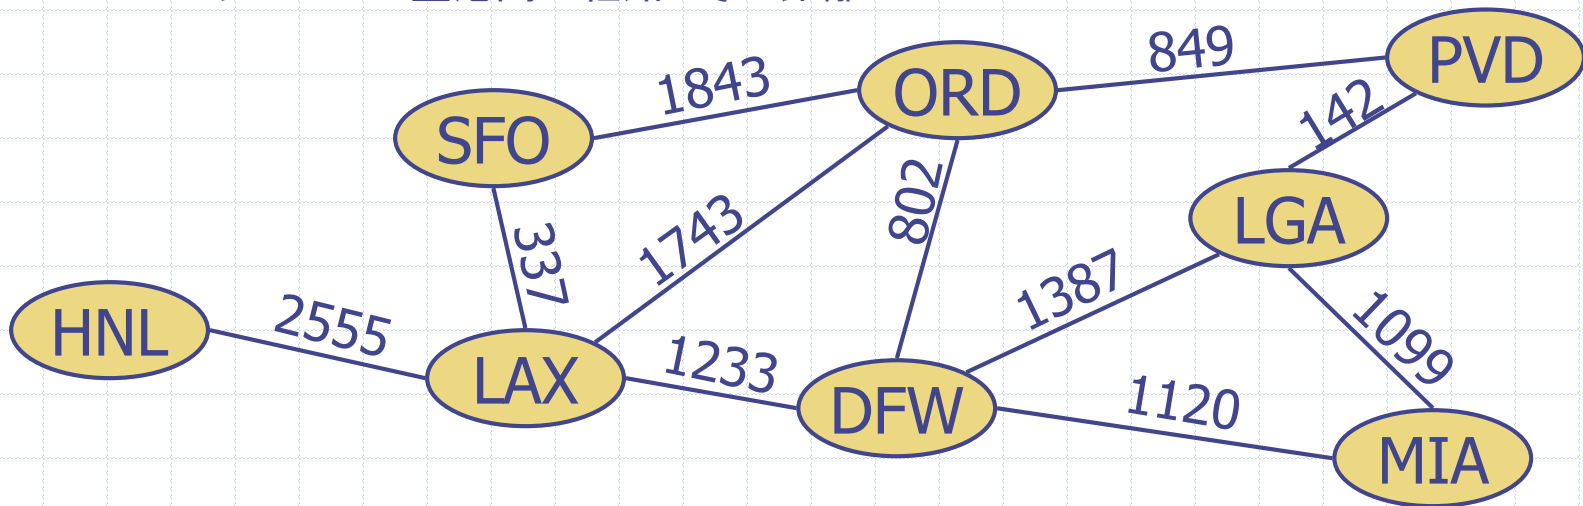 849
PVD
1843
ORD
142
SFO
802
LGA
337
1743
1387
HNL
2555
1099
LAX
1233
DFW
1120
MIA